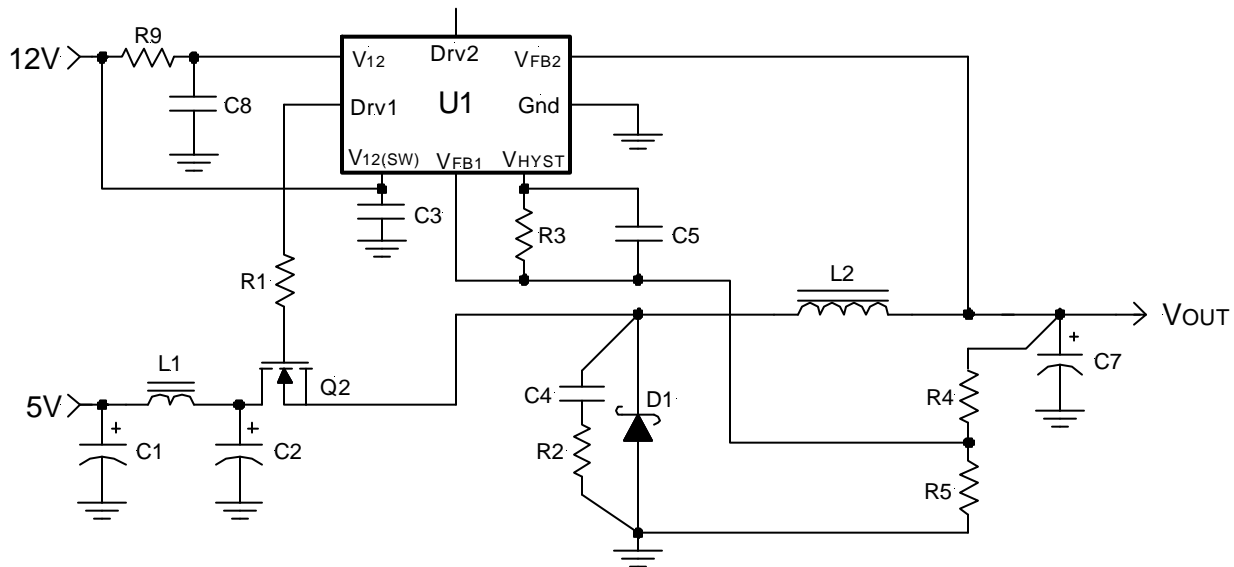 R9
12V
V12
Drv2
VFB2
C8
Drv1
U1
Gnd
V12(SW)
VFB1
VHYST
C3
R3
C5
R1
L2
VOUT
L1
Q2
C4
D1
R4
C7
5V
C1
C2
R2
R5